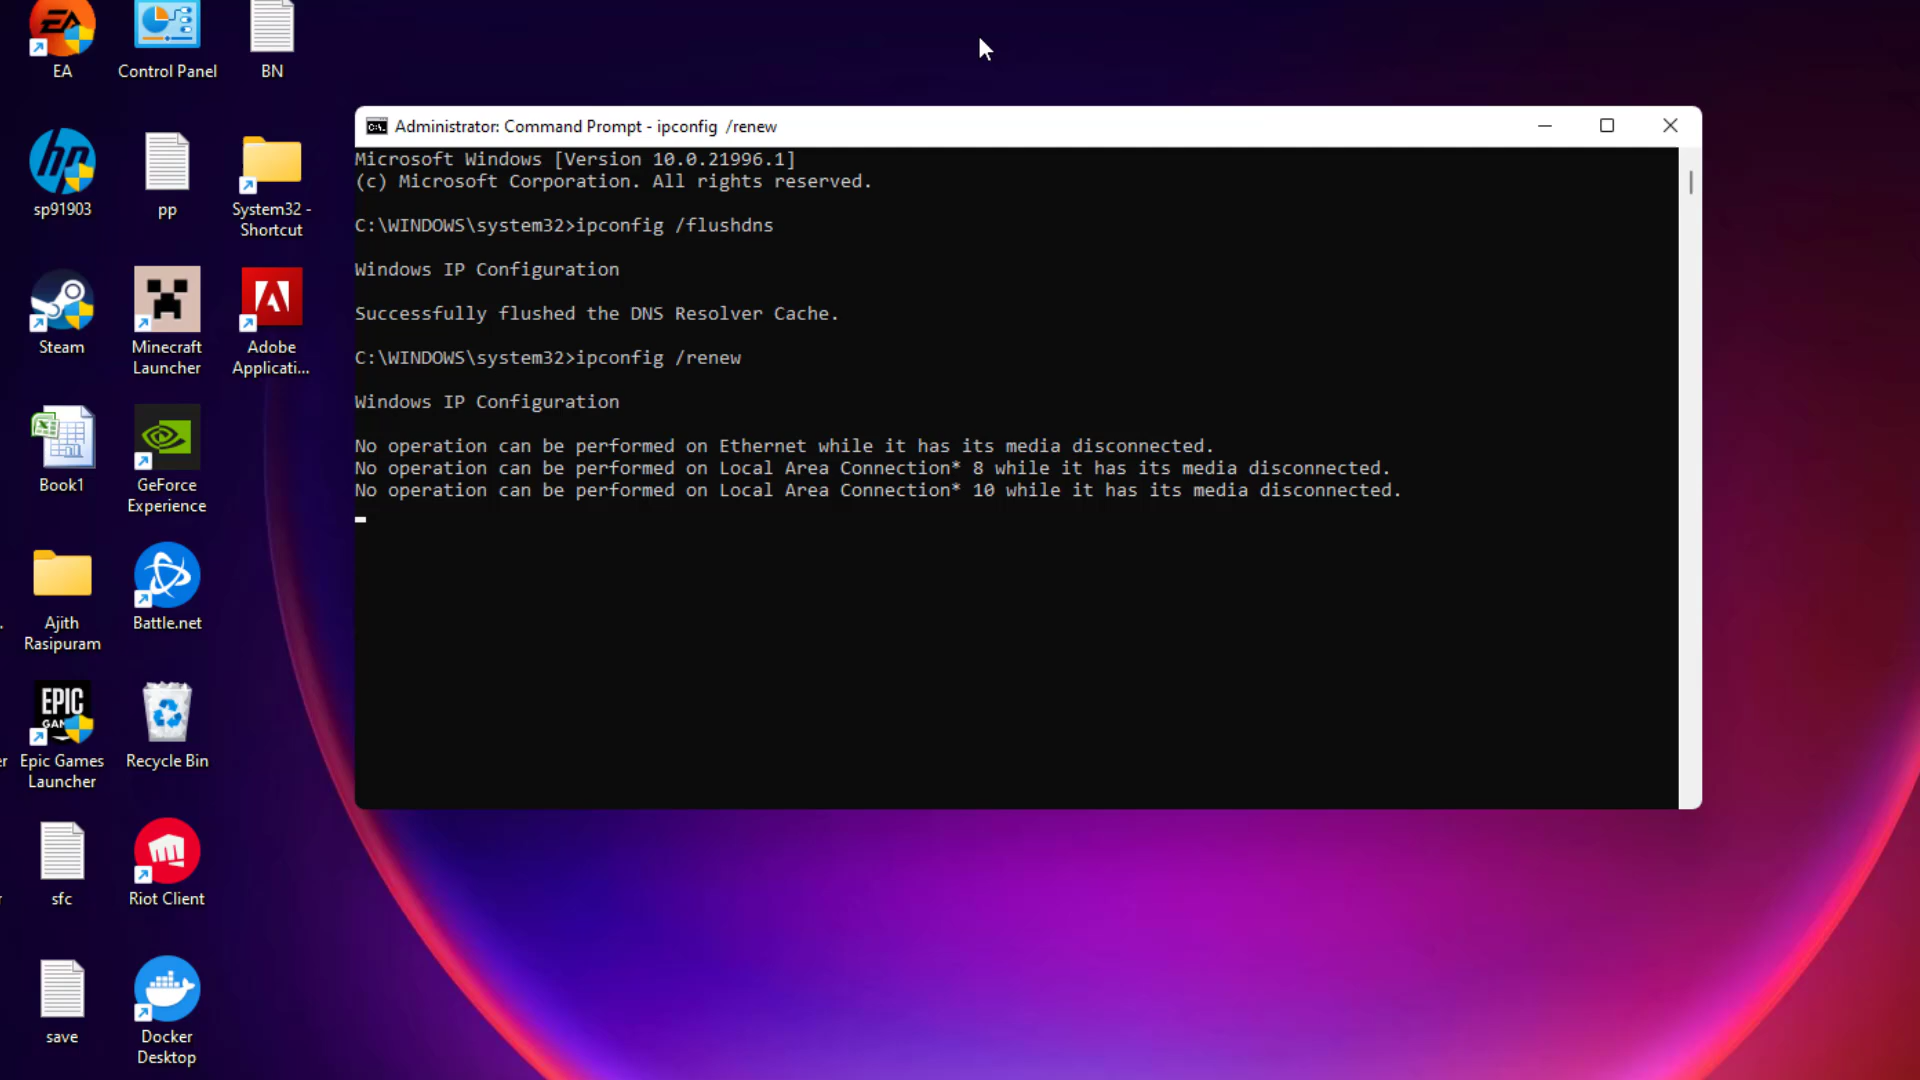 EA
Control Panel
BN
sp91903
pp
System32 -
Shortcut
Steam
Minecraft
Launcher
Adobe
Applicati...
Book1
GeForce
Experience
Ajith
Rasipuram
Battle.net
EPIC
Epic Games
Launcher
Recycle Bin
sfc
Riot Client
save
Docker
Desktop
Administrator: Command Prompt - ipconfig  /renew
Microsoft Windows [Version 10.0.21996.1]
(c) Microsoft Corporation. All rights reserved.
C:\WINDOWS\system32>ipconfig /flushdns
Windows IP Configuration
Successfully flushed the DNS Resolver Cache.
C:\WINDOWS\system32>ipconfig /renew
Windows IP Configuration
No operation can be performed on Ethernet while it has its media disconnected.
No operation can be performed on Local Area Connection* 8 while it has its media disconnected.
No operation can be performed on Local Area Connection* 10 while it has its media disconnected.